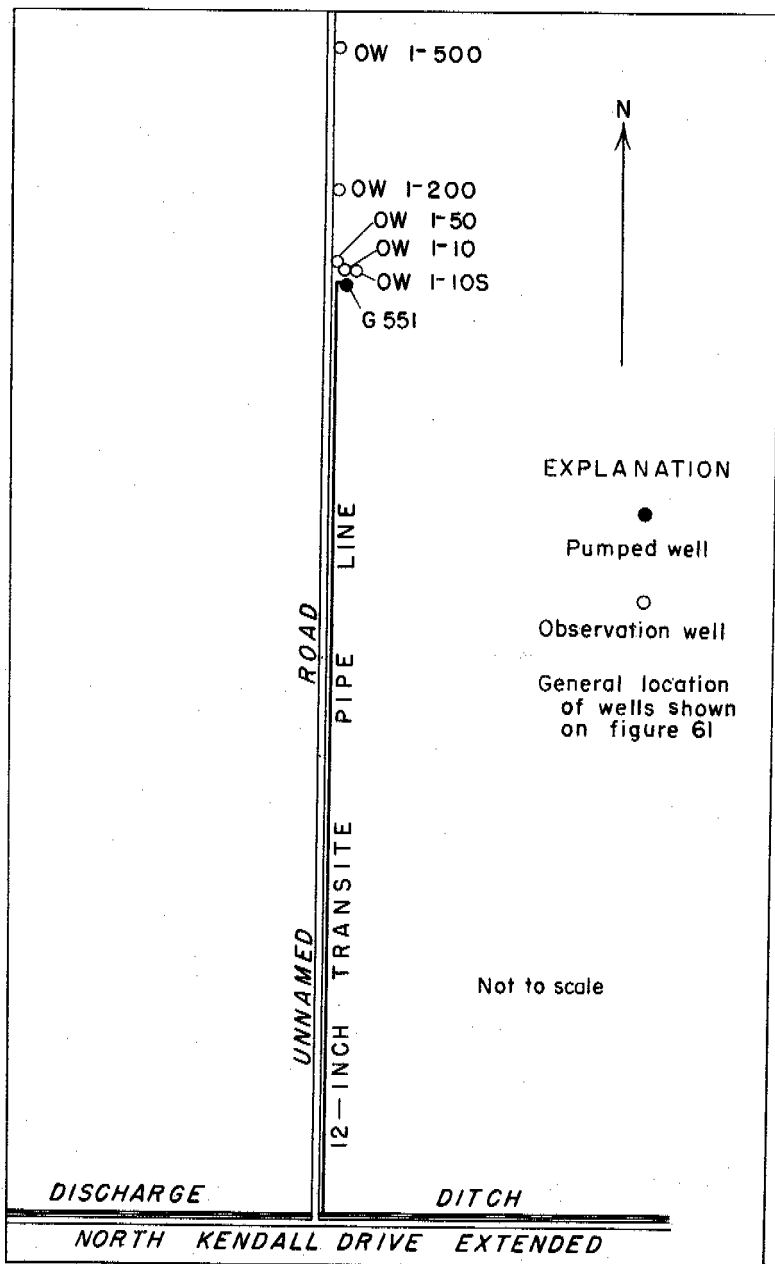 OW 1-500
N
OW 1-200
OW 1-50
OW 1-10
OW 1-10S
G 551
EXPLANATION
Pumped well
Observation well
General location
of wells shown
on figure 61
UNNAMED ROAD
12-INCH TRANSITE PIPE LINE
Not to scale
DISCHARGE DITCH
NORTH KENDALL DRIVE EXTENDED